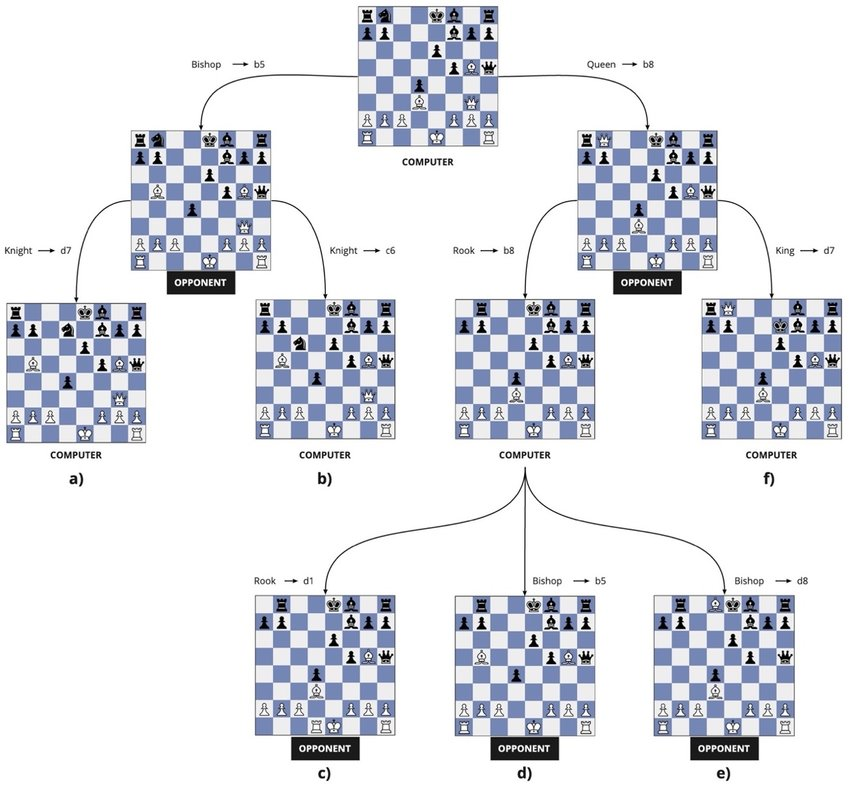 Bishop → b5
Queen → b8
COMPUTER
Knight → d7
Knight → c6
Rook → b8
King → d7
OPPONENT
OPPONENT
COMPUTER
COMPUTER
COMPUTER
COMPUTER
a)
b)
f)
Rook → d1
Bishop → b5
Bishop → d8
OPPONENT
OPPONENT
OPPONENT
c)
d)
e)